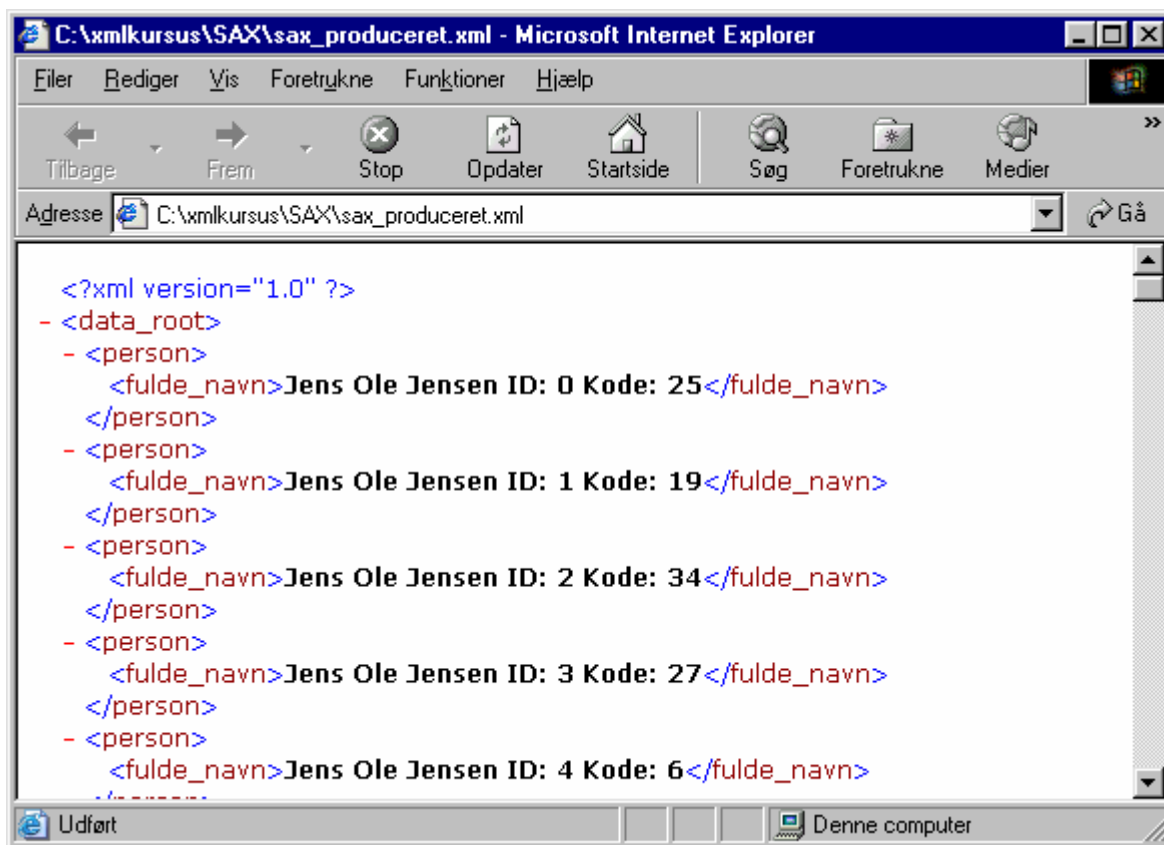 C:\xmlkursus\SAX\sax_produceret.xml - Microsoft Internet Explorer
Filer Rediger Vis Foretrukne Funktioner Hjælp
Tilbage Frem Stop Opdater Startside Søg Foretrukne Medier »
Adresse C:\xmlkursus\SAX\sax_produceret.xml Gå
<?xml version="1.0" ?>
- <data_root>
- <person>
<fulde_navn>Jens Ole Jensen ID: 0 Kode: 25</fulde_navn>
</person>
- <person>
<fulde_navn>Jens Ole Jensen ID: 1 Kode: 19</fulde_navn>
</person>
- <person>
<fulde_navn>Jens Ole Jensen ID: 2 Kode: 34</fulde_navn>
</person>
- <person>
<fulde_navn>Jens Ole Jensen ID: 3 Kode: 27</fulde_navn>
</person>
- <person>
<fulde_navn>Jens Ole Jensen ID: 4 Kode: 6</fulde_navn>
Udført Denne computer